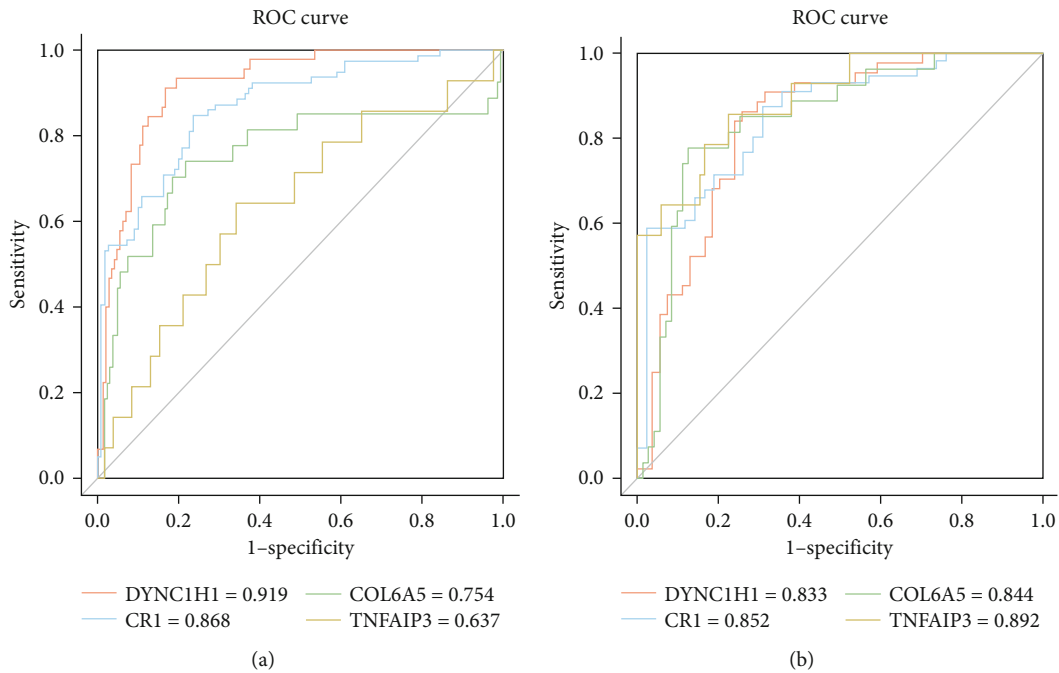 ROC curve
1.0
0.8
0.6
0.4
0.2
0.0
Sensitivity
0.0 0.2 0.4 0.6 0.8 1.0
1–specificity
DYNC1H1 = 0.919 COL6A5 = 0.754
CR1 = 0.868 TNFAIP3 = 0.637
(a)
ROC curve
1.0
0.8
0.6
0.4
0.2
0.0
Sensitivity
0.0 0.2 0.4 0.6 0.8 1.0
1–specificity
DYNC1H1 = 0.833 COL6A5 = 0.844
CR1 = 0.852 TNFAIP3 = 0.892
(b)